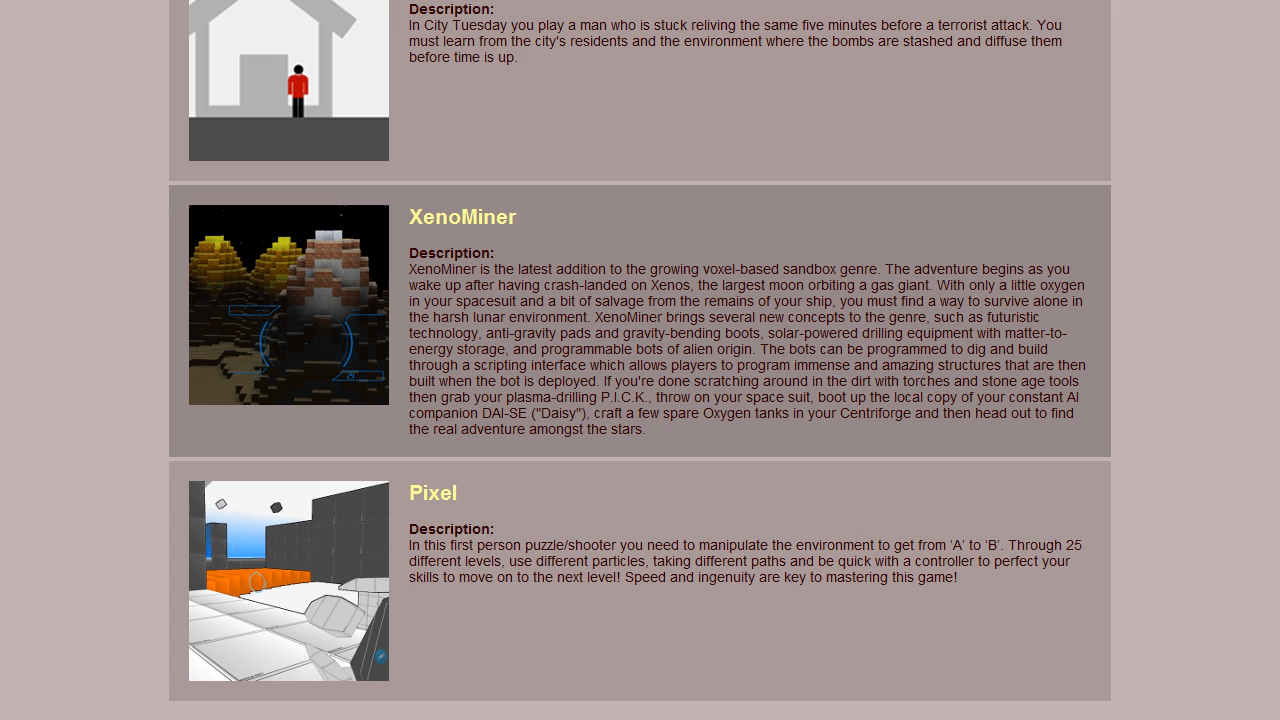 Description:
In City Tuesday you play a man who is stuck reliving the same five minutes before a terrorist attack. You
must learn from the city's residents and the environment where the bombs are stashed and diffuse them
before time is up.
XenoMiner
Description:
XenoMiner is the latest addition to the growing voxel-based sandbox genre. The adventure begins as you
wake up after having crash-landed on Xenos, the largest moon orbiting a gas giant. With only a little oxygen
in your spacesuit and a bit of salvage from the remains of your ship, you must find a way to survive alone in
the harsh lunar environment. XenoMiner brings several new concepts to the genre, such as futuristic
technology, anti-gravity pads and gravity-bending boots, solar-powered drilling equipment with matter-to-
energy storage, and programmable bots of alien origin. The bots can be programmed to dig and build
through a scripting interface which allows players to program immense and amazing structures that are then
built when the bot is deployed. If you're done scratching around in the dirt with torches and stone age tools
then grab your plasma-drilling P.I.C.K., throw on your space suit, boot up the local copy of your constant AI
companion DAI-SE ("Daisy"), craft a few spare Oxygen tanks in your Centriforge and then head out to find
the real adventure amongst the stars.
Pixel
Description:
In this first person puzzle/shooter you need to manipulate the environment to get from ‘A’ to ‘B’. Through 25
different levels, use different particles, taking different paths and be quick with a controller to perfect your
skills to move on to the next level! Speed and ingenuity are key to mastering this game!